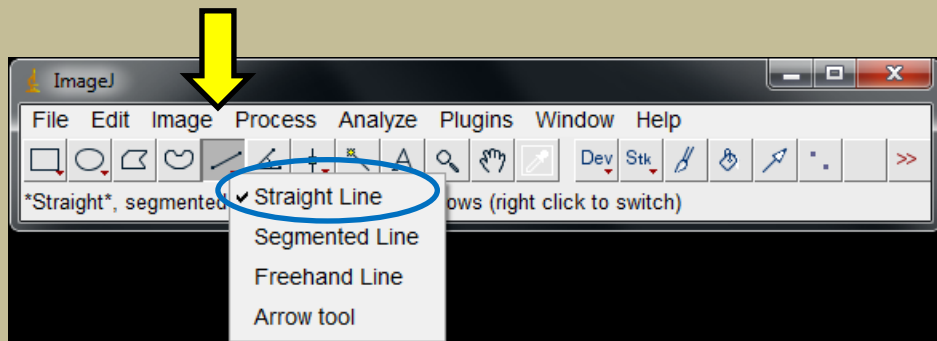 ImageJ
File Edit Image Process Analyze Plugins Window Help
A Dev Stk >>
*Straight*, segmented ows (right click to switch)
Straight Line
Segmented Line
Freehand Line
Arrow tool